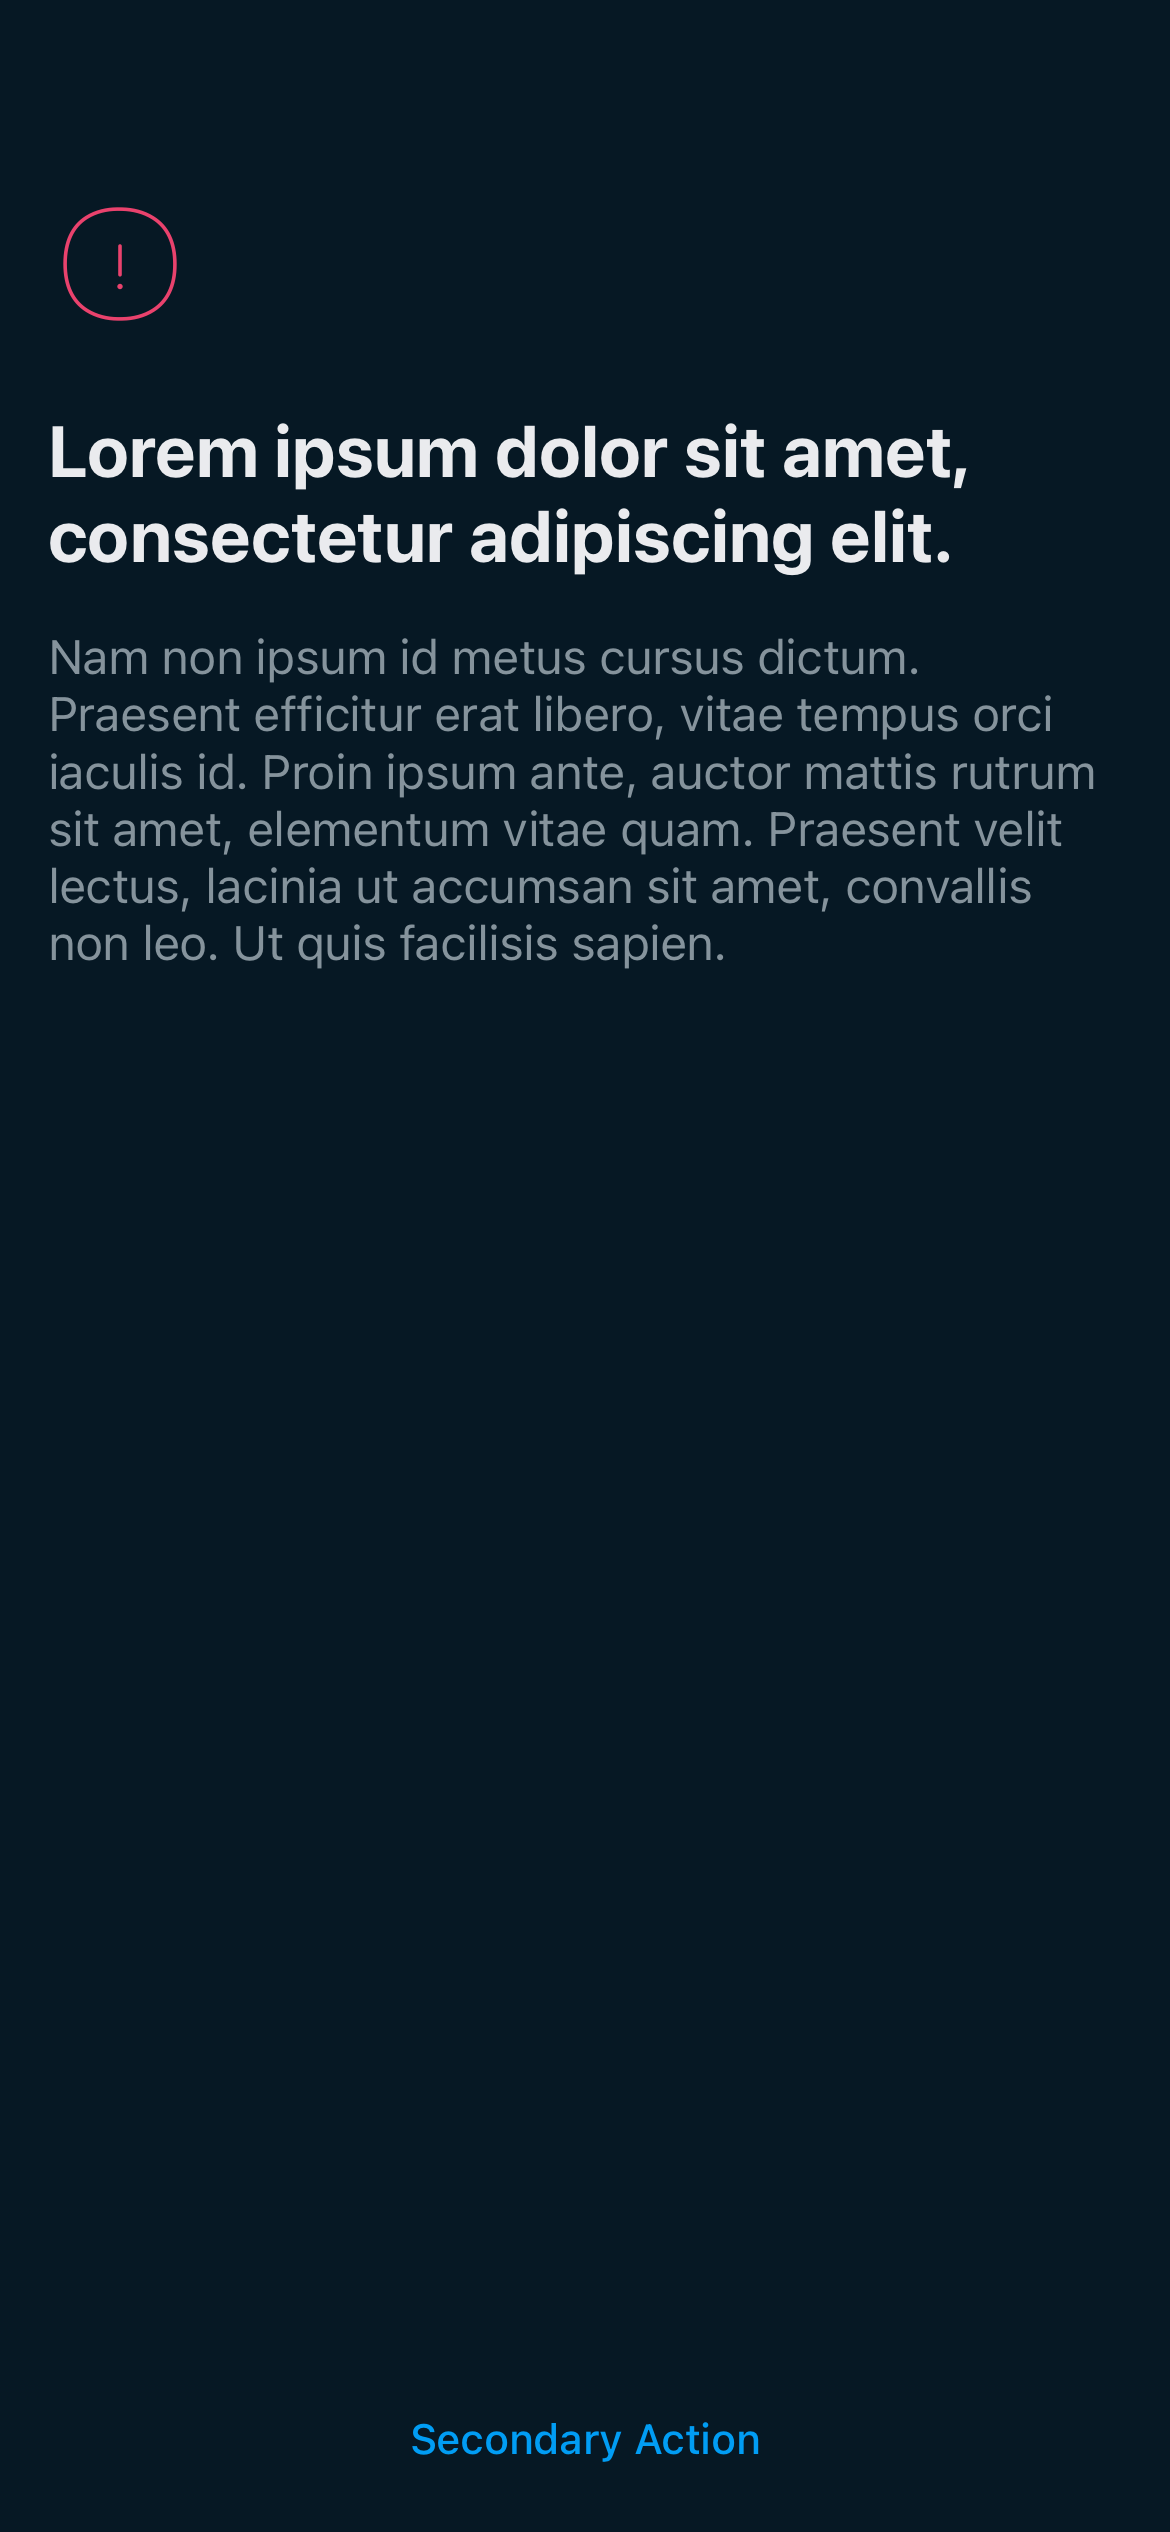 Lorem ipsum dolor sit amet,
consectetur adipiscing elit.
Nam non ipsum id metus cursus dictum.
Praesent efficitur erat libero, vitae tempus orci
iaculis id. Proin ipsum ante, auctor mattis rutrum
sit amet, elementum vitae quam. Praesent velit
lectus, lacinia ut accumsan sit amet, convallis
non leo. Ut quis facilisis sapien.
Secondary Action